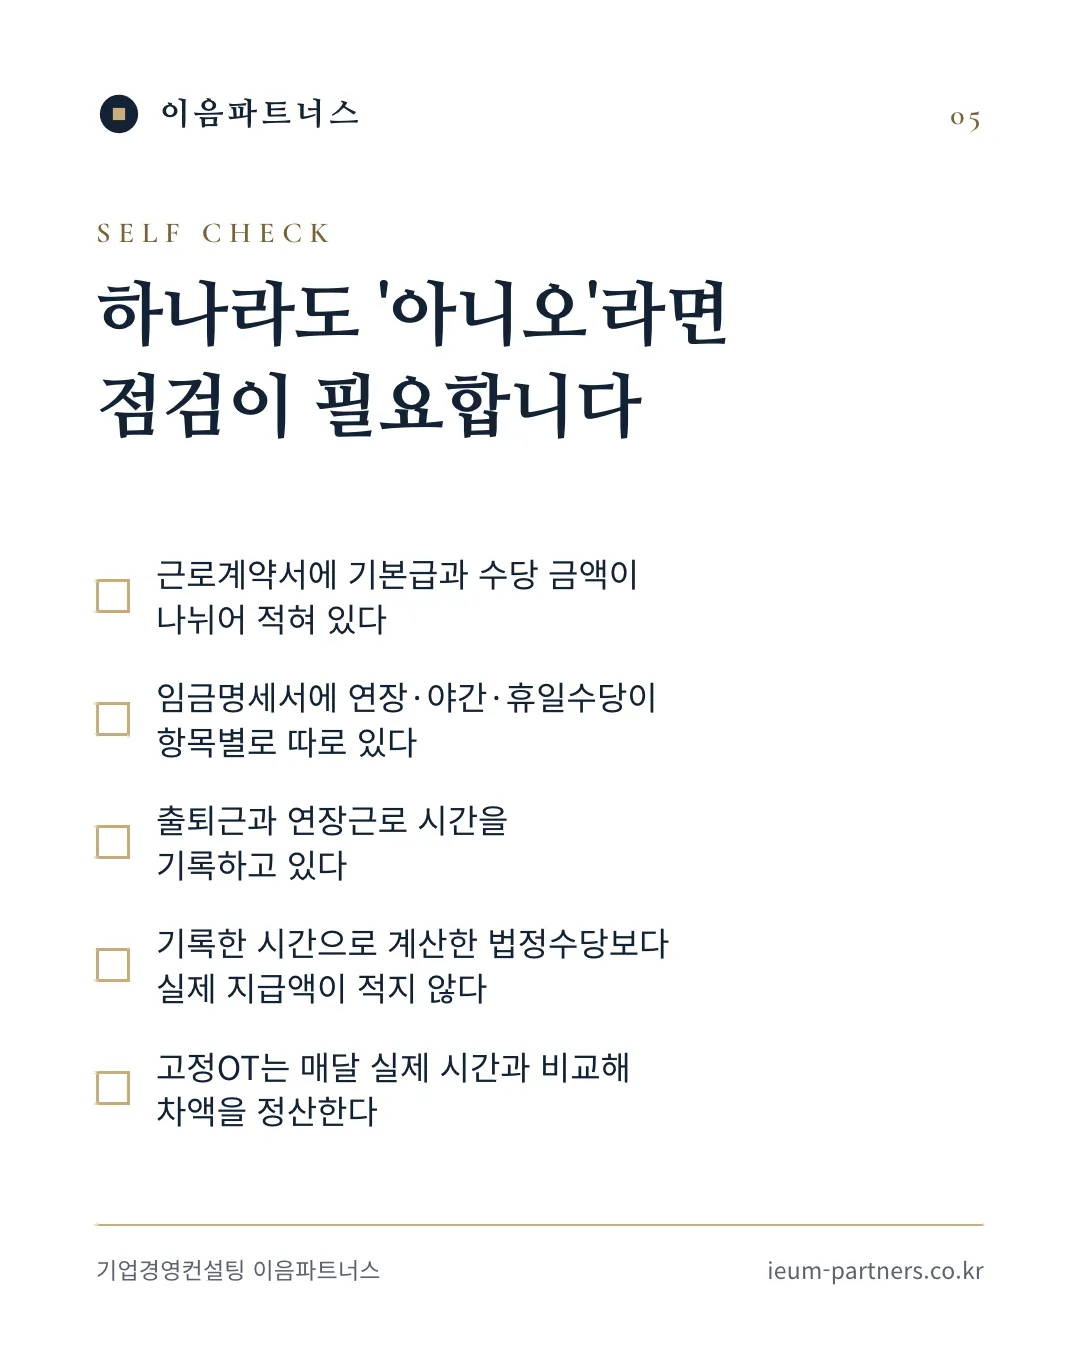 이음파트너스
05
SELF CHECK
하나라도 '아니오'라면
점검이 필요합니다
근로계약서에 기본급과 수당 금액이
나뉘어 적혀 있다
임금명세서에 연장·야간·휴일수당이
항목별로 따로 있다
출퇴근과 연장근로 시간을
기록하고 있다
기록한 시간으로 계산한 법정수당보다
실제 지급액이 적지 않다
고정OT는 매달 실제 시간과 비교해
차액을 정산한다
기업경영컨설팅 이음파트너스
ieum-partners.co.kr